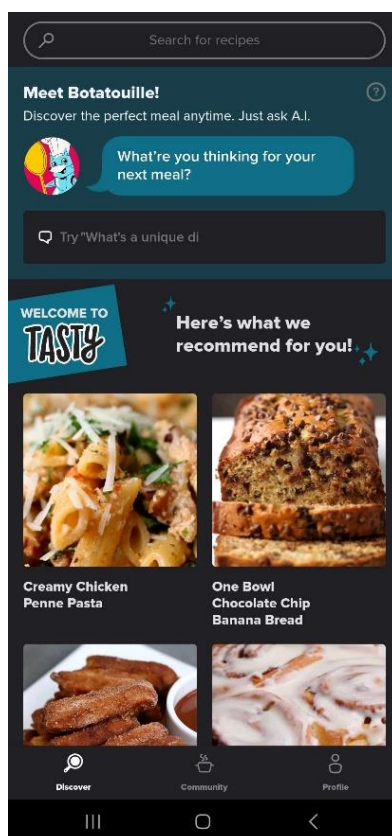 Search for recipes
Meet Botatouille!
Discover the perfect meal anytime. Just ask A.I.
What're you thinking for your
next meal?
Try "What's a unique di
WELCOME TO
TASTY
Here's what we
recommend for you!
Creamy Chicken
Penne Pasta
One Bowl
Chocolate Chip
Banana Bread
Discover
Community
Profile